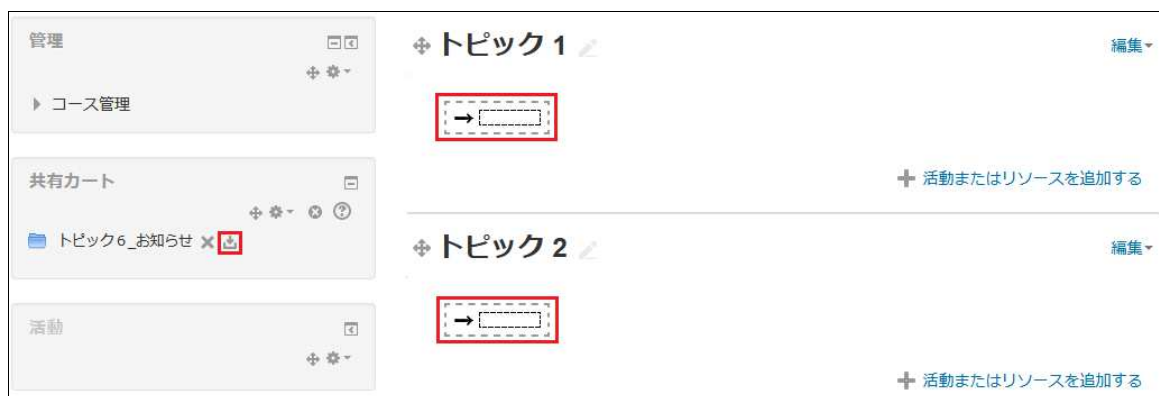 管理
コース管理
共有カート
トピック6_お知らせ
活動
トピック 1
編集
活動またはリソースを追加する
トピック 2
編集
活動またはリソースを追加する